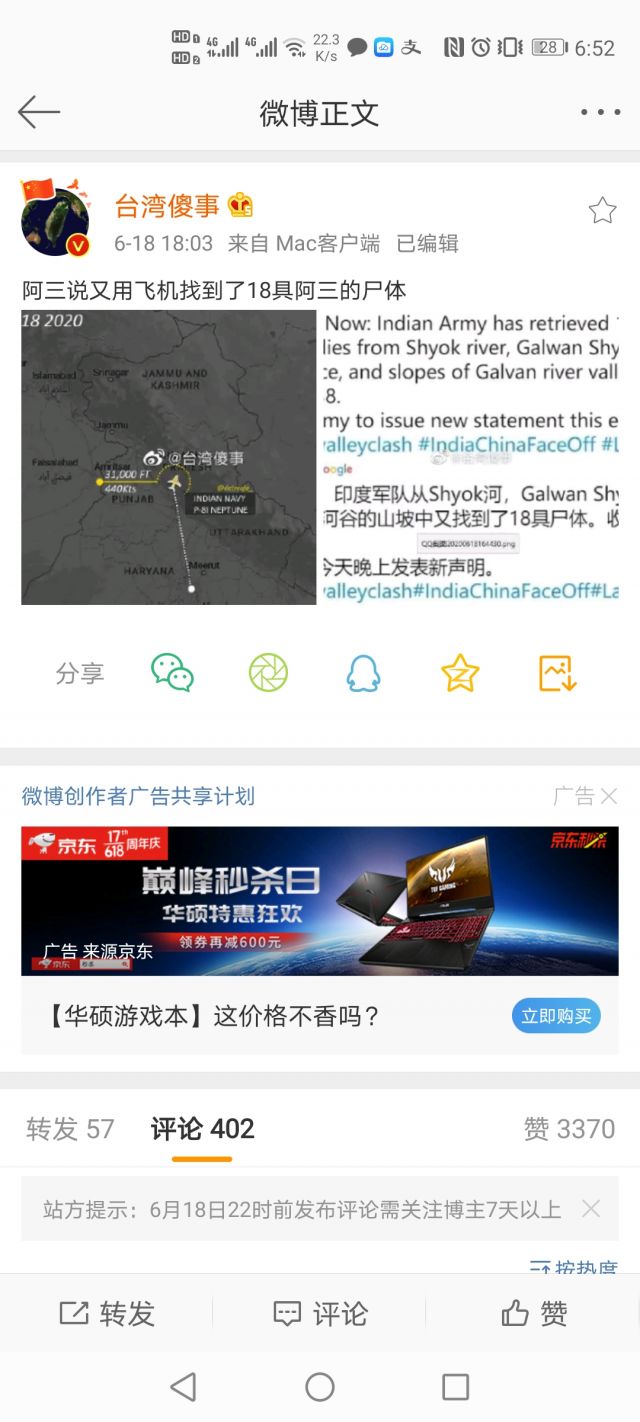 HD1 4G 4G 22.3 K/s 支 28 6:52
HD2
微博正文
台湾傻事
6-18 18:03 来自 Mac客户端 已编辑
阿三说又用飞机找到了18具阿三的尸体
18 2020
Islamabad
Srinagar
JAMMU AND
KASHMIR
Jammu
Faisalabad
Amritsar
@台湾傻事
31,000 FT
440Kts
PUNJAB
INDIAN NAVY
P-8I NEPTUNE
UTTARAKHAND
HARYANA
Meerut
Now: Indian Army has retrieved
lies from Shyok river, Galwan Shy
ce, and slopes of Galvan river vall
8.
my to issue new statement this e
valleyclash #IndiaChinaFaceOff #L
oogle
印度军队从Shyok河，Galwan Shy
河谷的山坡中又找到了18具尸体。收
QQ截图20200618164430.png
今天晚上发表新声明。
valleyclash#IndiaChinaFaceOff#La
分享
微博创作者广告共享计划
广告
京东 17th 618 周年庆
京东秒杀
巅峰秒杀日
华硕特惠狂欢
领券再减600元
TUF GAMING
广告 来源京东
京东
【华硕游戏本】这价格不香吗？
立即购买
转发 57 评论 402 赞 3370
站方提示：6月18日22时前发布评论需关注博主7天以上
按热度
转发 评论 赞